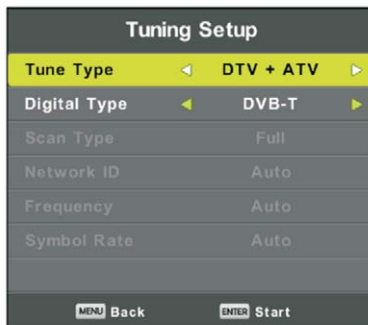 Tuning Setup
Tune Type DTV + ATV
Digital Type DVB-T
Scan Type Full
Network ID Auto
Frequency Auto
Symbol Rate Auto
MENU Back ENTER Start